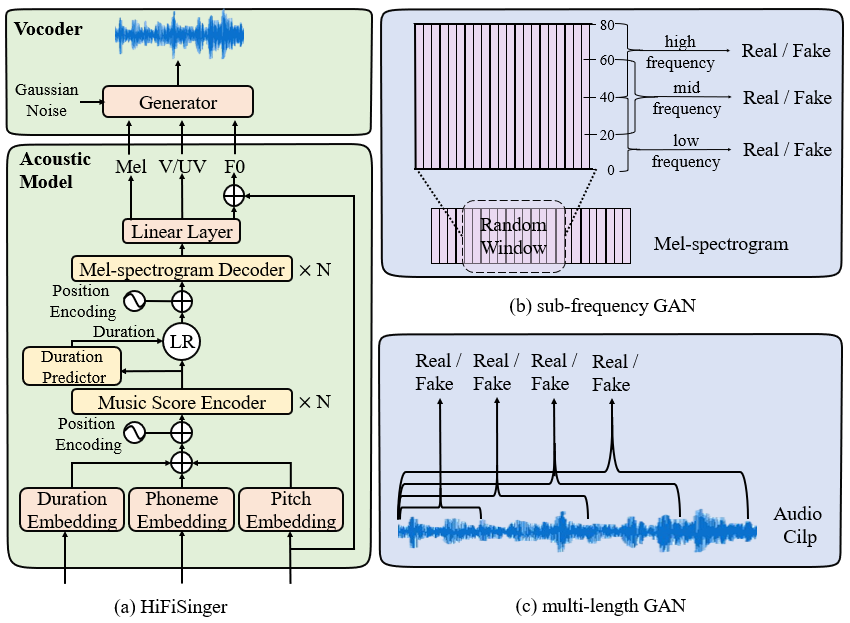 Vocoder
Gaussian
Noise
Generator
Acoustic
Model
Mel
V/UV
F0
Linear Layer
Mel-spectrogram Decoder
× N
Position
Encoding
Duration
LR
Duration
Predictor
Music Score Encoder
× N
Position
Encoding
Duration
Embedding
Phoneme
Embedding
Pitch
Embedding
(a) HiFiSinger
80
60
40
20
0
high
frequency
Real / Fake
mid
frequency
Real / Fake
low
frequency
Real / Fake
Random
Window
Mel-spectrogram
(b) sub-frequency GAN
Real /
Fake
Real /
Fake
Real /
Fake
Real /
Fake
Audio
Cilp
(c) multi-length GAN